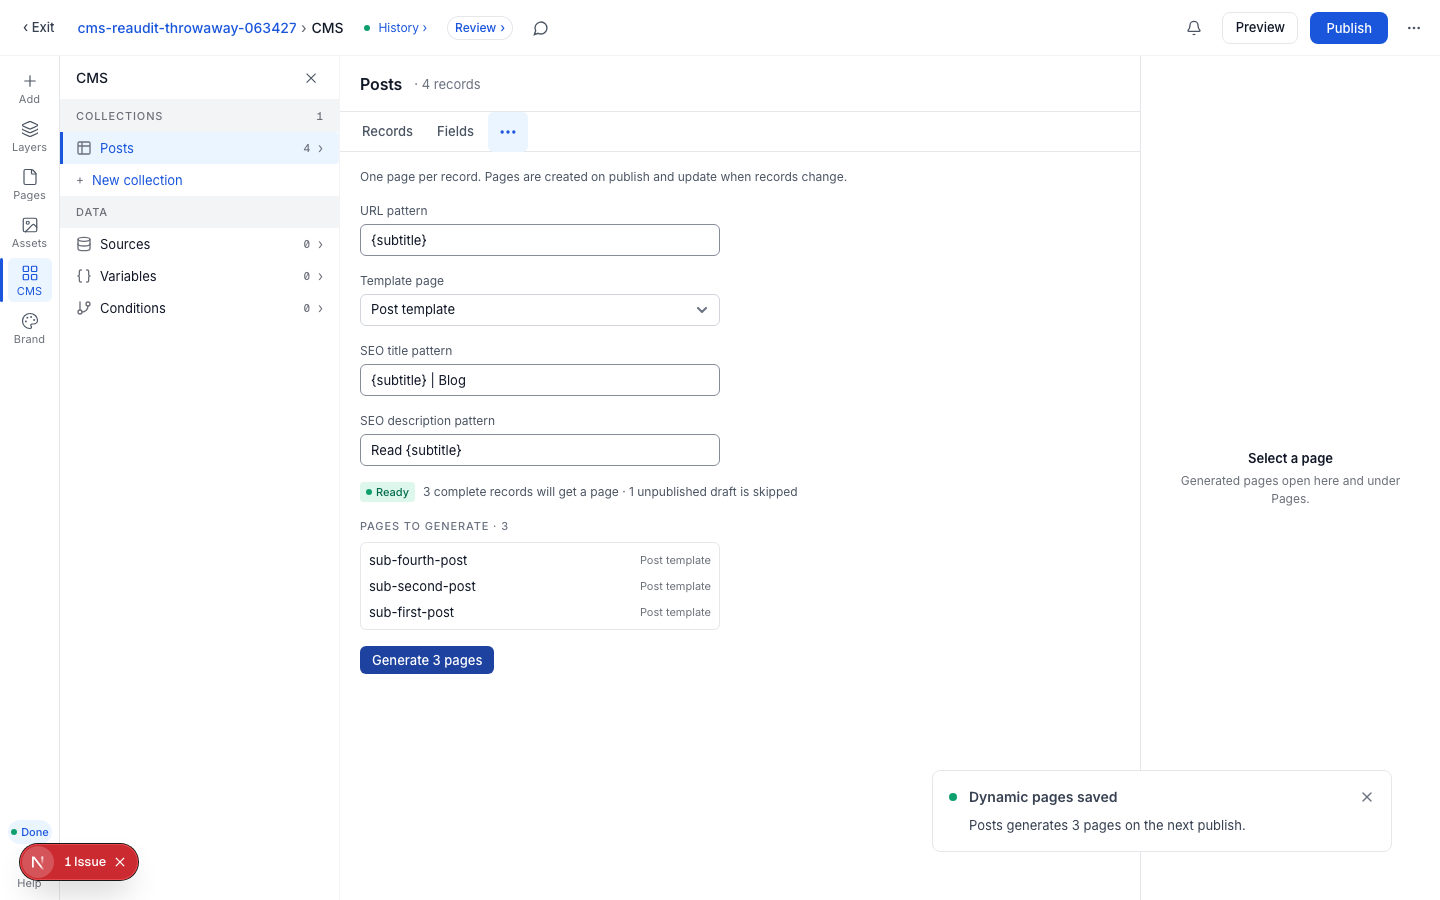 ‹ Exit
cms-reaudit-throwaway-063427 › CMS
History ›
Review ›
Preview
Publish
Add
Layers
Pages
Assets
CMS
Brand
Done
N
1 Issue
Help
CMS
COLLECTIONS 1
Posts 4 ›
+ New collection
DATA
Sources 0 ›
Variables 0 ›
Conditions 0 ›
Posts · 4 records
Records Fields
One page per record. Pages are created on publish and update when records change.
URL pattern
{subtitle}
Template page
Post template
SEO title pattern
{subtitle} | Blog
SEO description pattern
Read {subtitle}
Ready 3 complete records will get a page · 1 unpublished draft is skipped
PAGES TO GENERATE · 3
sub-fourth-post Post template
sub-second-post Post template
sub-first-post Post template
Generate 3 pages
Select a page
Generated pages open here and under
Pages.
Dynamic pages saved
Posts generates 3 pages on the next publish.